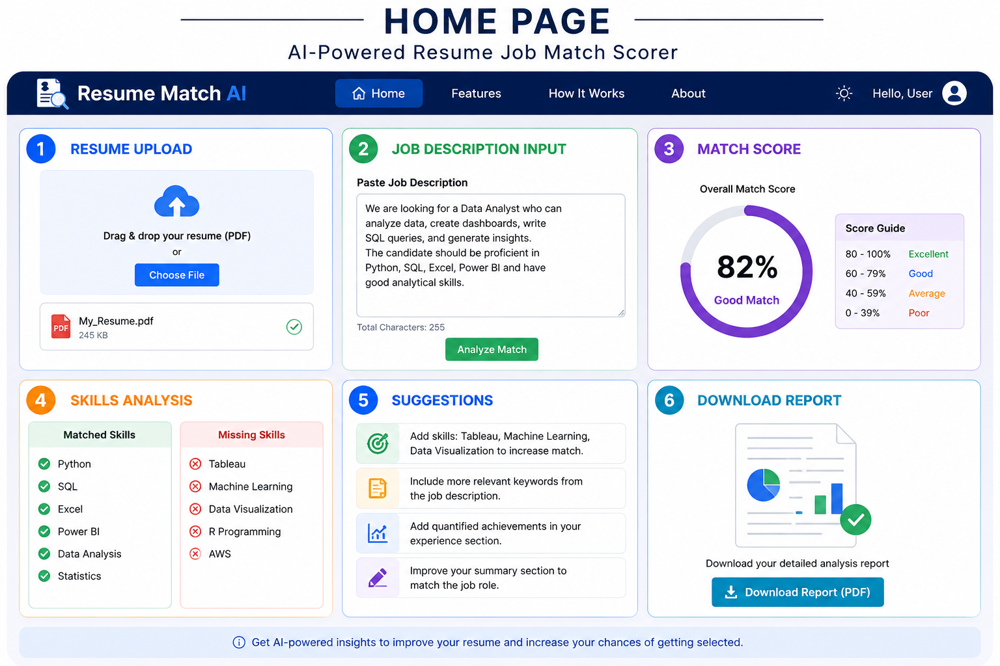 HOME PAGE
AI-Powered Resume Job Match Scorer
Resume Match AI
Home
Features
How It Works
About
Hello, User
1 RESUME UPLOAD
Drag & drop your resume (PDF)
or
Choose File
PDF
My_Resume.pdf
245 KB
2 JOB DESCRIPTION INPUT
Paste Job Description
We are looking for a Data Analyst who can
analyze data, create dashboards, write
SQL queries, and generate insights.
The candidate should be proficient in
Python, SQL, Excel, Power BI and have
good analytical skills.
Total Characters: 255
Analyze Match
3 MATCH SCORE
Overall Match Score
82%
Good Match
Score Guide
80 - 100% Excellent
60 - 79% Good
40 - 59% Average
0 - 39% Poor
4 SKILLS ANALYSIS
Matched Skills
Python
SQL
Excel
Power BI
Data Analysis
Statistics
Missing Skills
Tableau
Machine Learning
Data Visualization
R Programming
AWS
5 SUGGESTIONS
Add skills: Tableau, Machine Learning,
Data Visualization to increase match.
Include more relevant keywords from
the job description.
Add quantified achievements in your
experience section.
Improve your summary section to
match the job role.
6 DOWNLOAD REPORT
Download your detailed analysis report
Download Report (PDF)
Get AI-powered insights to improve your resume and increase your chances of getting selected.